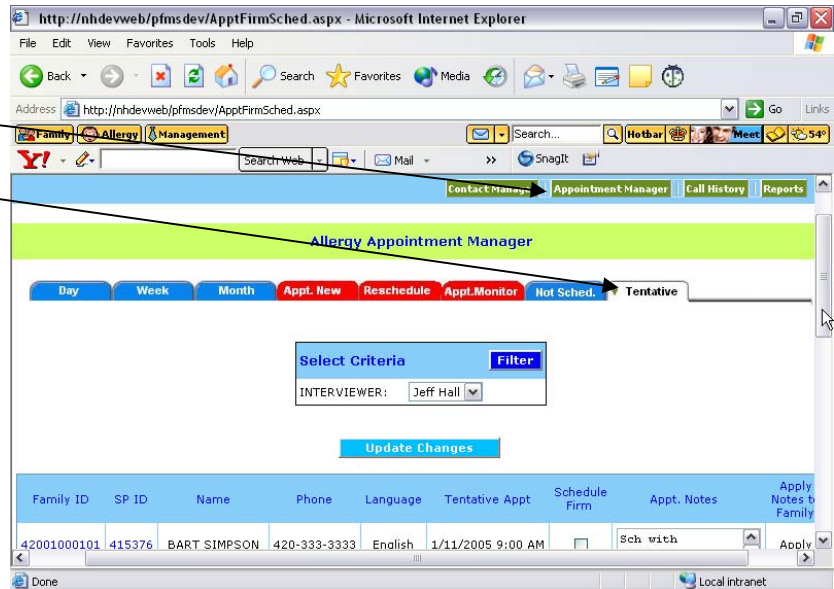 http://nhdevweb/pfmsdev/ApptFirmSched.aspx - Microsoft Internet Explorer
File Edit View Favorites Tools Help
Back Search Favorites Media
Address http://nhdevweb/pfmsdev/ApptFirmSched.aspx Go Links
Family Allergy Management Search... Hotbar Meet 54°
Y! Search Web Mail » SnagIt
Contact Manager Appointment Manager Call History Reports
Allergy Appointment Manager
Day Week Month Appt. New Reschedule Appt.Monitor Not Sched. Tentative
Select Criteria Filter
INTERVIEWER: Jeff Hall
Update Changes
Family ID SP ID Name Phone Language Tentative Appt Schedule Firm Appt. Notes Apply Notes to Family
42001000101 415376 BART SIMPSON 420-333-3333 English 1/11/2005 9:00 AM Sch with Apply
Done Local intranet